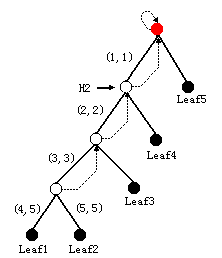 (1,1)
H2
Leaf5
(2,2)
Leaf4
(3,3)
Leaf3
(4,5) (5,5)
Leaf1 Leaf2